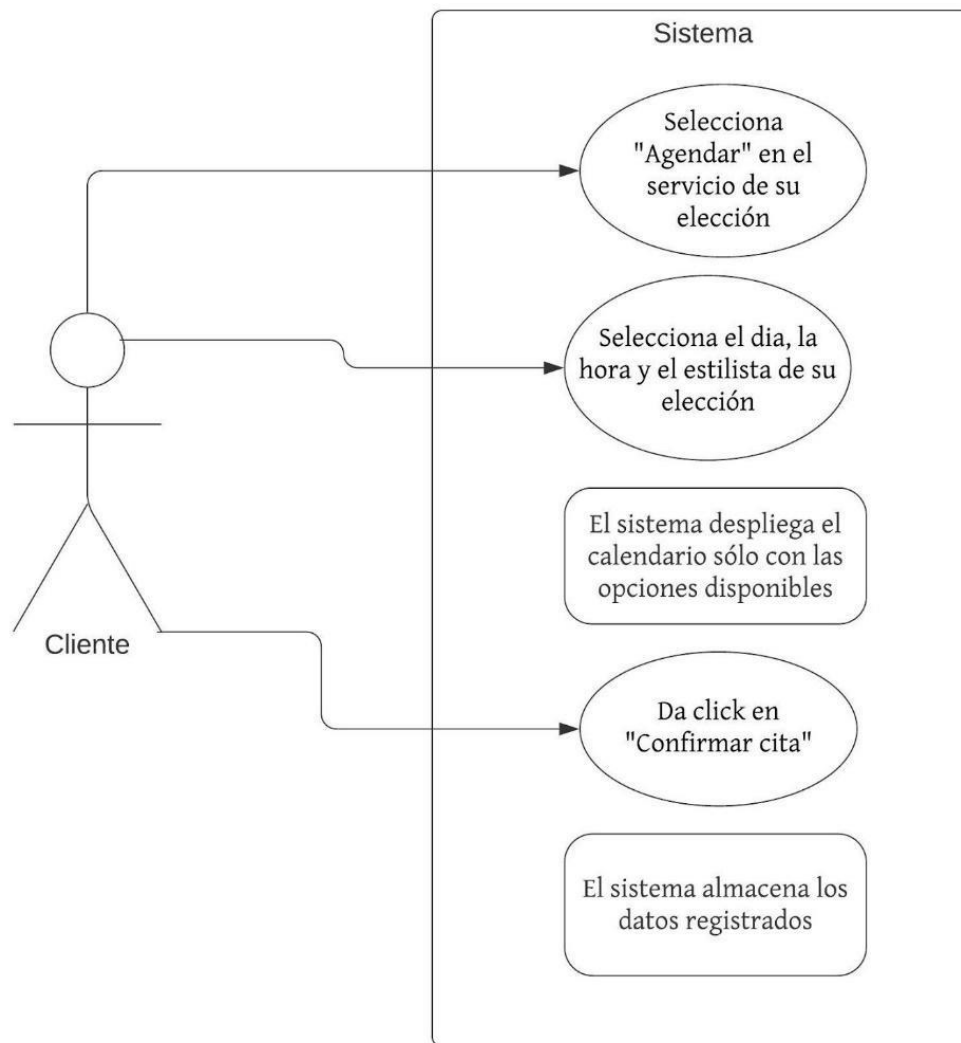 Sistema
Selecciona
"Agendar" en el
servicio de su
elección
Selecciona el dia, la
hora y el estilista de su
elección
El sistema despliega el
calendario sólo con las
opciones disponibles
Cliente
Da click en
"Confirmar cita"
El sistema almacena los
datos registrados